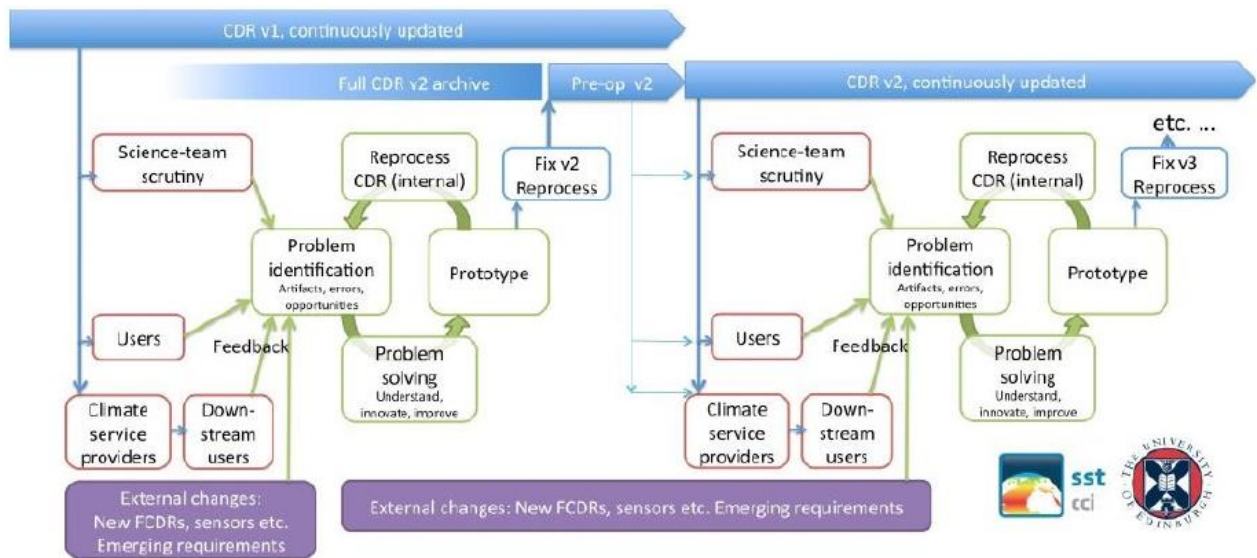 CDR v1, continuously updated
Full CDR v2 archive
Pre-op v2
CDR v2, continuously updated
Science-team
scrutiny
Reprocess
CDR (internal)
Fix v2
Reprocess
Problem
identification
Artifacts, errors,
opportunities
Prototype
Users
Feedback
Problem
solving
Understand,
innovate, improve
Climate
service
providers
Down-
stream
users
External changes:
New FCDRs, sensors etc.
Emerging requirements
Science-team
scrutiny
Reprocess
CDR (internal)
etc. ...
Fix v3
Reprocess
Problem
identification
Artifacts, errors,
opportunities
Prototype
Users
Feedback
Problem
solving
Understand,
innovate, improve
Climate
service
providers
Down-
stream
users
External changes: New FCDRs, sensors etc. Emerging requirements
sst
cci
THE UNIVERSITY
OF EDINBURGH